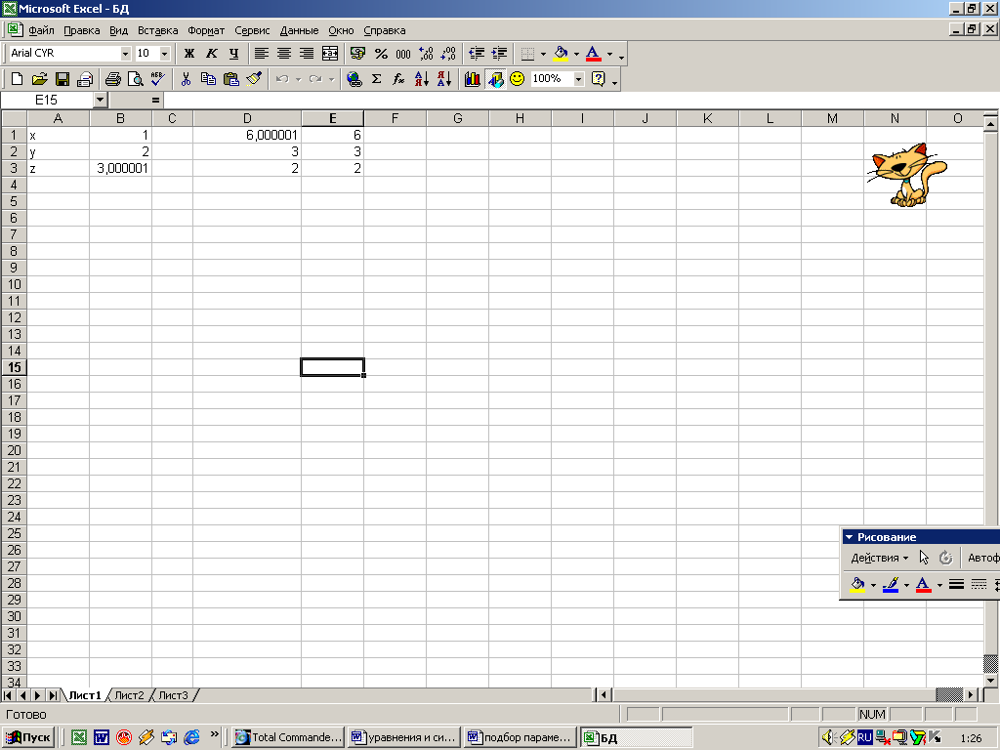 Microsoft Excel - БД
Файл Правка Вид Вставка Формат Сервис Данные Окно Справка
Arial CYR 10 Ж К Ч % 000 ,00
100%
E15 =
A B C D E F G H I J K L M N O
1 x 1 6,000001 6
2 y 2 3 3
3 z 3,000001 2 2
4
5
6
7
8
9
10
11
12
13
14
15
16
17
18
19
20
21
22
23
24
25
26
27
28
29
30
31
32
33
34
Рисование
Действия Автоф
Лист1 Лист2 Лист3
Готово NUM
Пуск Total Commande... уравнения и си... подбор параме... БД RU 1:26